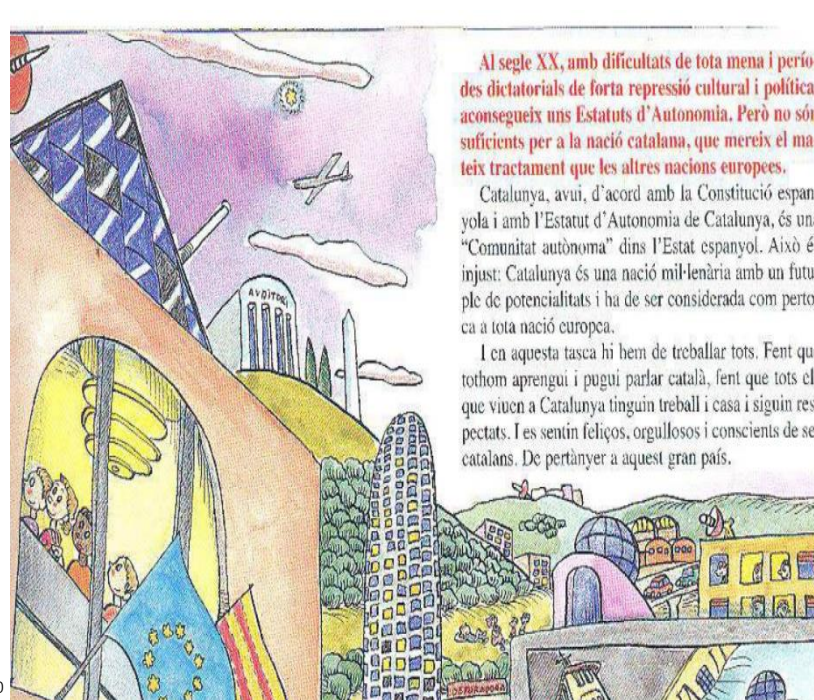 Al segle XX, amb dificultats de tota mena i perío-
des dictatorials de forta repressió cultural i política
aconsegueix uns Estatuts d'Autonomia. Però no són
suficients per a la nació catalana, que mereix el ma
teix tractament que les altres nacions europees.
Catalunya, avui, d'acord amb la Constitució espan
yola i amb l'Estatut d'Autonomia de Catalunya, és un
"Comunitat autònoma" dins l'Estat espanyol. Això é
injust: Catalunya és una nació mil·lenària amb un futu
ple de potencialitats i ha de ser considerada com perto
ca a tota nació europea.
I en aquesta tasca hi hem de treballar tots. Fent qu
tothom aprengui i pugui parlar català, fent que tots el
que viuen a Catalunya tinguin treball i casa i siguin res
pectats. I es sentin feliços, orgullosos i conscients de se
catalans. De pertànyer a aquest gran país.
AUDITORI